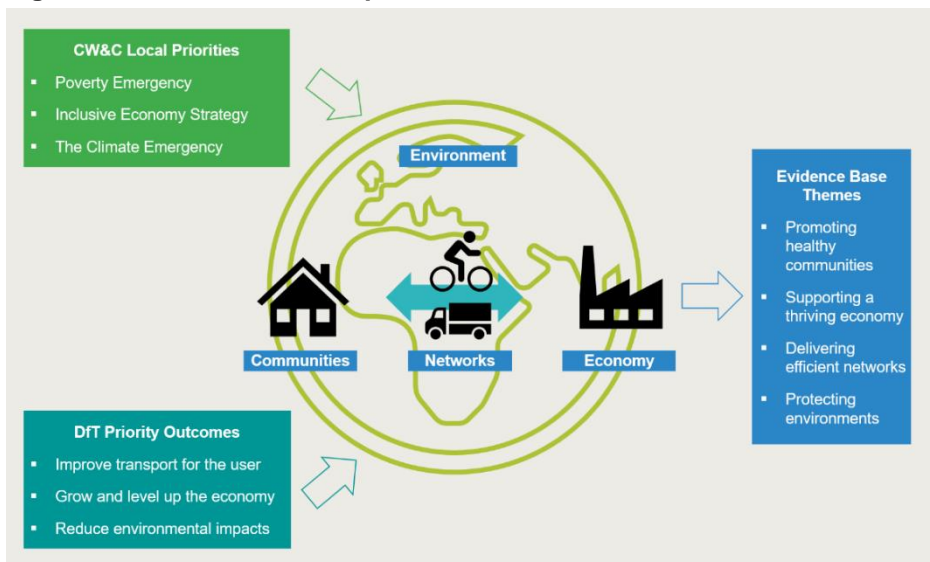 CW&C Local Priorities
▪ Poverty Emergency
▪ Inclusive Economy Strategy
▪ The Climate Emergency
Environment
Communities
Networks
Economy
DfT Priority Outcomes
▪ Improve transport for the user
▪ Grow and level up the economy
▪ Reduce environmental impacts
Evidence Base
Themes
▪ Promoting
healthy
communities
▪ Supporting a
thriving economy
▪ Delivering
efficient networks
▪ Protecting
environments